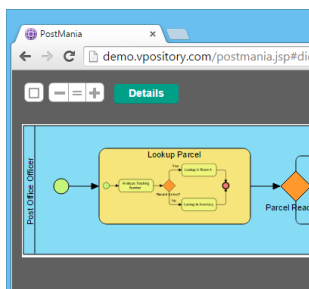 PostMania
demo.vpository.com/postmania.jsp#di
Details
Lookup Parcel
Post Office Officer
Yes
Lookup in Branch
Analyze Tracking
Number
No
Lookup in Inventory
Parcel Read